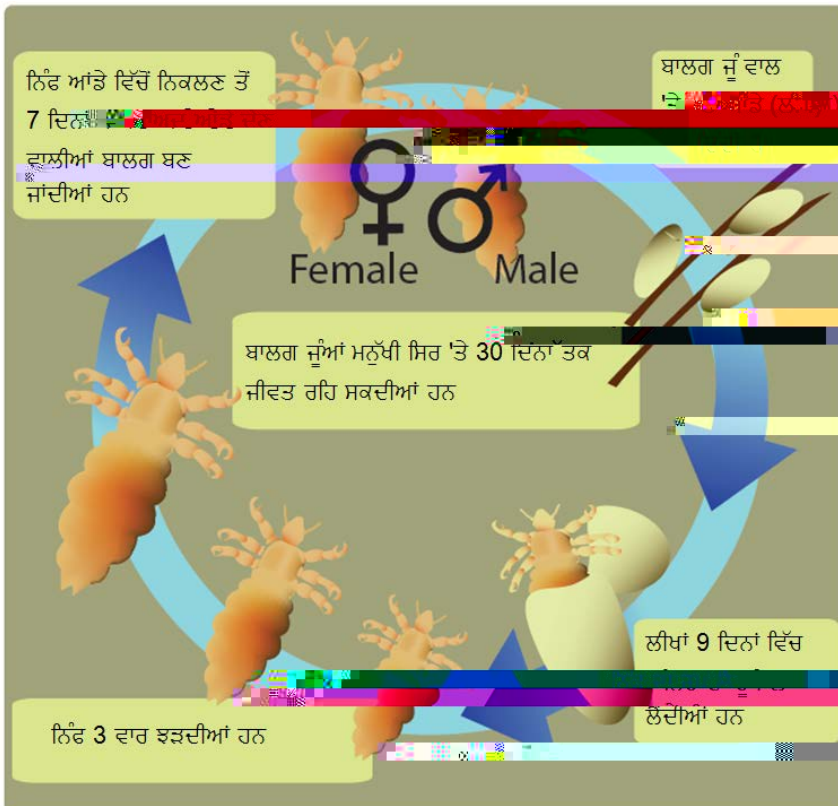 ਨਿੰਫ ਆਂਡੇ ਵਿੱਚੋਂ ਨਿਕਲਣ ਤੋਂ
7 ਦਿਨਾਂ
ਵਾਲੀਆਂ ਬਾਲਗ ਬਣ
ਜਾਂਦੀਆਂ ਹਨ
ਬਾਲਗ ਜੂੰ ਵਾਲ
'ਤੇ
Female
Male
ਬਾਲਗ ਜੂੰਆਂ ਮਨੁੱਖੀ ਸਿਰ 'ਤੇ 30 ਦਿਨਾਂ ਤੱਕ
ਜੀਵਤ ਰਹਿ ਸਕਦੀਆਂ ਹਨ
ਲੀਖਾਂ 9 ਦਿਨਾਂ ਵਿੱਚ
ਲੈਂਦੀਆਂ ਹਨ
ਨਿੰਫ 3 ਵਾਰ ਝੜਦੀਆਂ ਹਨ